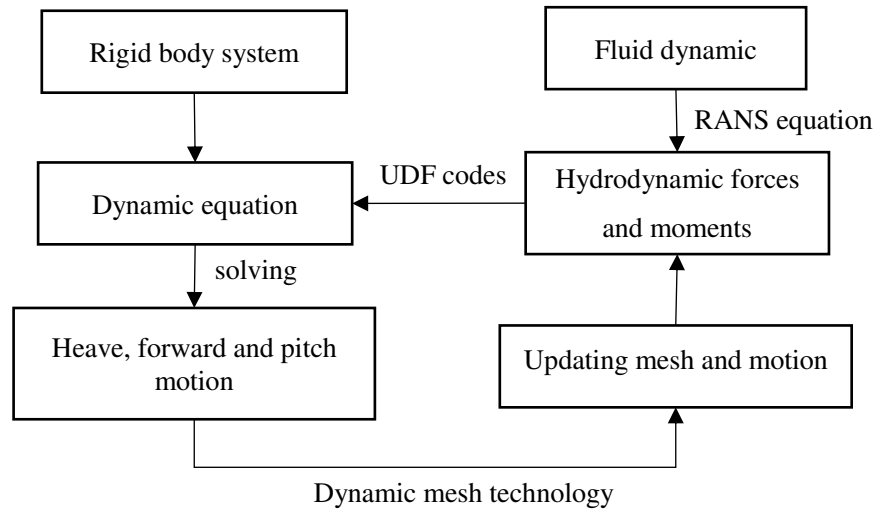 Rigid body system
Fluid dynamic
RANS equation
UDF codes
Dynamic equation
Hydrodynamic forces
and moments
solving
Heave, forward and pitch
motion
Updating mesh and motion
Dynamic mesh technology